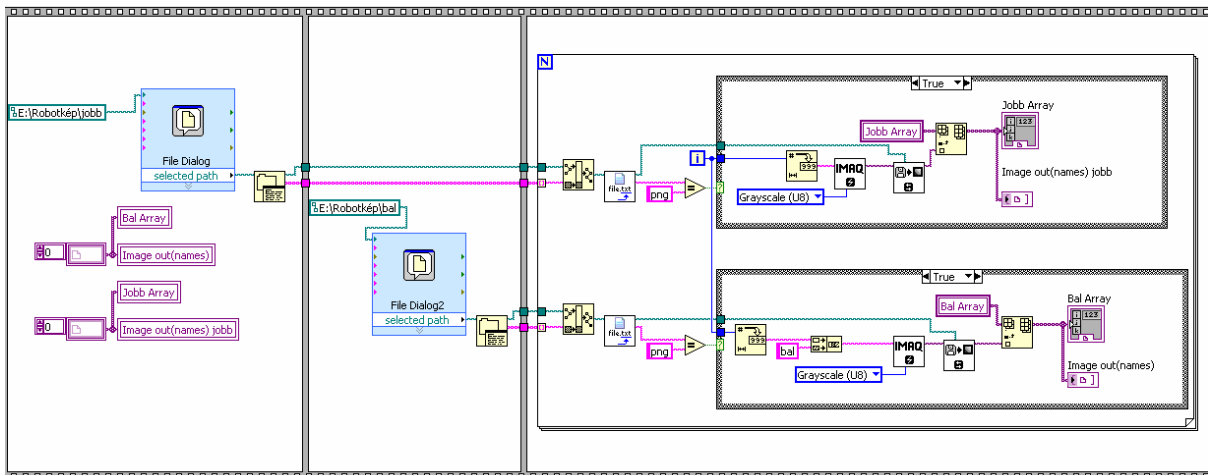 E:\Robotkép\jobb
File Dialog
selected path
Bal Array
0
Image out(names)
Jobb Array
0
Image out(names) jobb
E:\Robotkép\bal
File Dialog2
selected path
N
i
file.txt
png
=
?
True
999
Grayscale (U8)
IMAQ
Jobb Array
Jobb Array
123
Image out(names) jobb
file.txt
png
=
?
True
999
bal
Grayscale (U8)
IMAQ
Bal Array
Bal Array
123
Image out(names)